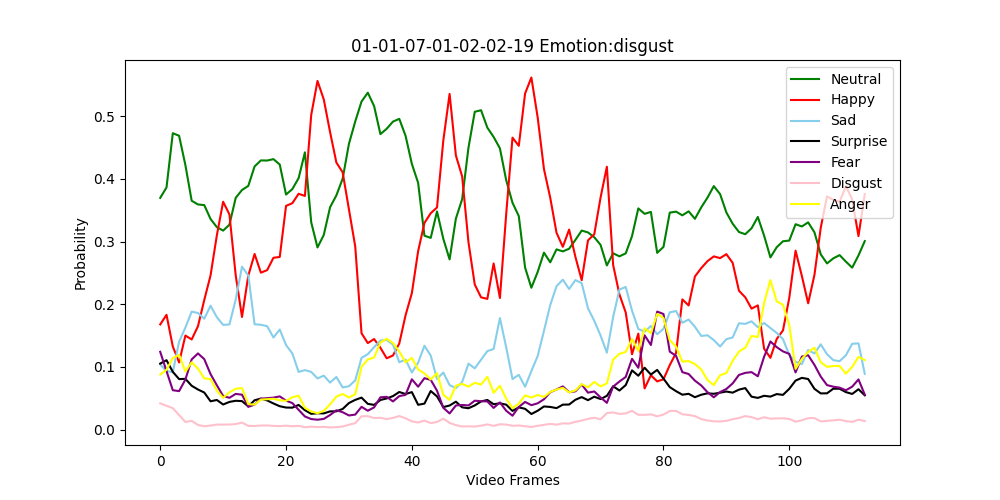 01-01-07-01-02-02-19 Emotion:disgust
Probability
0.5
0.4
0.3
0.2
0.1
0.0
Neutral
Happy
Sad
Surprise
Fear
Disgust
Anger
0 20 40 60 80 100
Video Frames